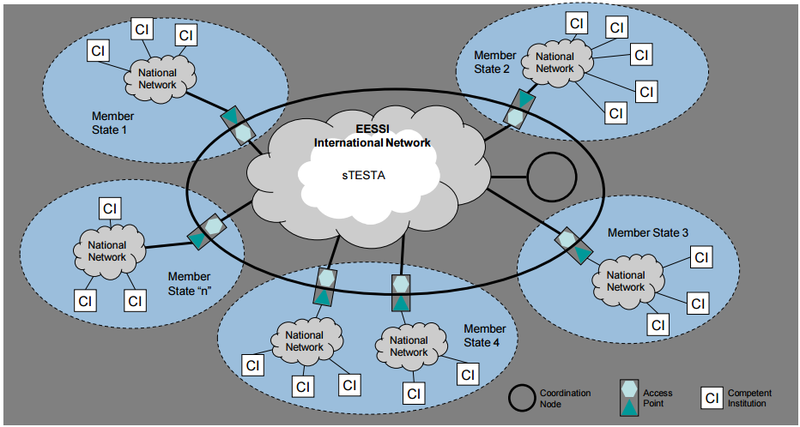 CI
CI
CI
National
Network
Member
State 1
Member
State 2
National
Network
CI
CI
CI
CI
CI
EESSI
International Network
sTESTA
CI
National
Network
CI
CI
Member
State “n”
Member State 3
National
Network
CI
CI
CI
National
Network
CI
CI
CI
National
Network
CI
CI
Member
State 4
Coordination
Node
Access
Point
CI
Competent
Institution